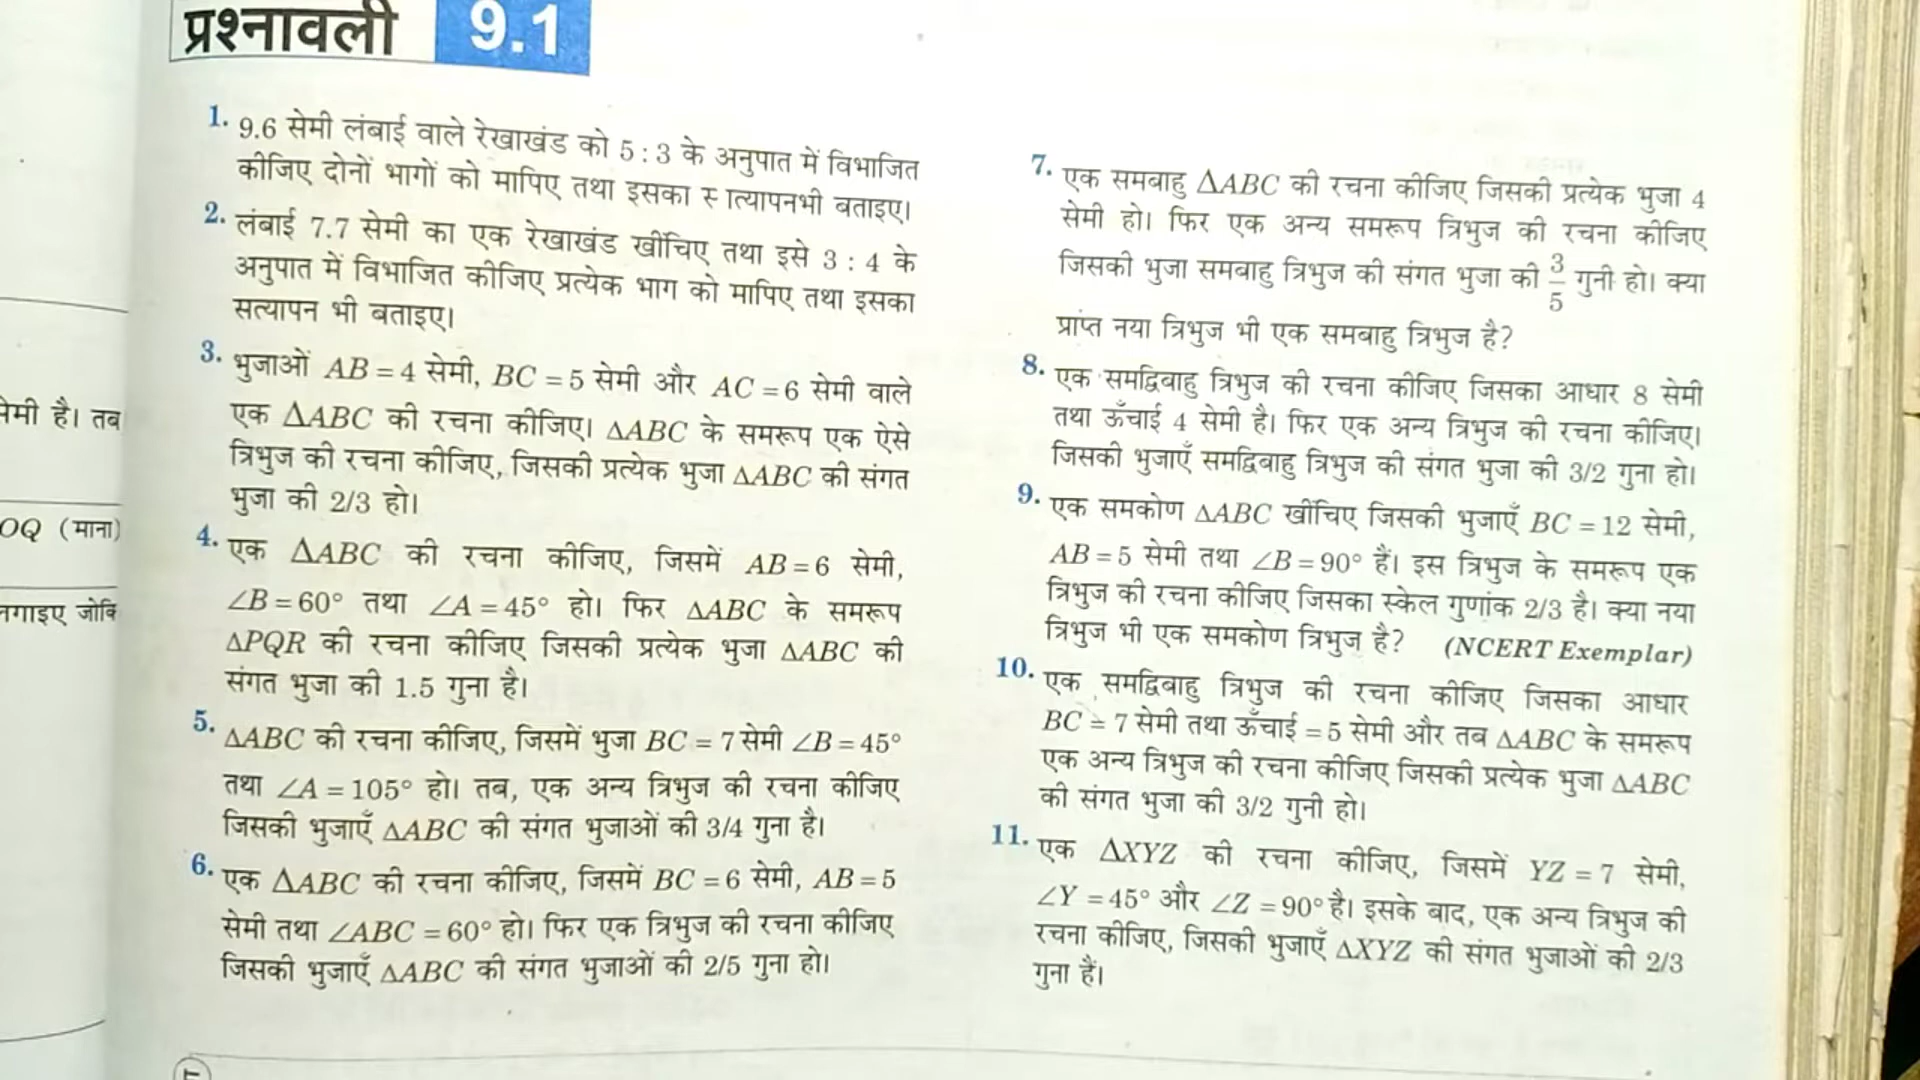 प्रश्नावली 9.1
1. 9.6 सेमी लंबाई वाले रेखाखंड को 5 : 3 के अनुपात में विभाजित
कीजिए दोनों भागों को मापिए तथा इसका स ात्यापनभी बताइए।
2. लंबाई 7.7 सेमी का एक रेखाखंड खींचिए तथा इसे 3 : 4 के
अनुपात में विभाजित कीजिए प्रत्येक भाग को मापिए तथा इसका
सत्यापन भी बताइए।
3. भुजाओं AB = 4 सेमी, BC = 5 सेमी और AC = 6 सेमी वाले
एक ΔABC की रचना कीजिए। ΔABC के समरूप एक ऐसे
त्रिभुज की रचना कीजिए, जिसकी प्रत्येक भुजा ΔABC की संगत
भुजा की 2/3 हो।
4. एक ΔABC की रचना कीजिए, जिसमें AB = 6 सेमी,
∠B = 60° तथा ∠A = 45° हो। फिर ΔABC के समरूप
ΔPQR की रचना कीजिए जिसकी प्रत्येक भुजा ΔABC की
संगत भुजा की 1.5 गुना है।
5. ΔABC की रचना कीजिए, जिसमें भुजा BC = 7 सेमी ∠B = 45°
तथा ∠A = 105° हो। तब, एक अन्य त्रिभुज की रचना कीजिए
जिसकी भुजाएँ ΔABC की संगत भुजाओं की 3/4 गुना है।
6. एक ΔABC की रचना कीजिए, जिसमें BC = 6 सेमी, AB = 5
सेमी तथा ∠ABC = 60° हो। फिर एक त्रिभुज की रचना कीजिए
जिसकी भुजाएँ ΔABC की संगत भुजाओं की 2/5 गुना हो।
7. एक समबाहु ΔABC की रचना कीजिए जिसकी प्रत्येक भुजा 4
सेमी हो। फिर एक अन्य समरूप त्रिभुज की रचना कीजिए
जिसकी भुजा समबाहु त्रिभुज की संगत भुजा की 3/5 गुनी हो। क्या
प्रांप्त नया त्रिभुज भी एक समबाहु त्रिभुज है?
8. एक समद्विबाहु त्रिभुज की रचना कीजिए जिसका आधार 8 सेमी
तथा ऊँचाई 4 सेमी है। फिर एक अन्य त्रिभुज की रचना कीजिए।
जिसकी भुजाएँ समद्विबाहु त्रिभुज की संगत भुजा की 3/2 गुना हो।
9. एक समकोण ΔABC खींचिए जिसकी भुजाएँ BC = 12 सेमी,
AB = 5 सेमी तथा ∠B = 90° हैं। इस त्रिभुज के समरूप एक
त्रिभुज की रचना कीजिए जिसका स्केल गुणांक 2/3 है। क्या नया
त्रिभुज भी एक समकोण त्रिभुज है? (NCERT Exemplar)
10. एक समद्विबाहु त्रिभुज की रचना कीजिए जिसका आधार
BC = 7 सेमी तथा ऊँचाई = 5 सेमी और तब ΔABC के समरूप
एक अन्य त्रिभुज की रचना कीजिए जिसकी प्रत्येक भुजा ΔABC
की संगत भुजा की 3/2 गुनी हो।
11. एक ΔXYZ की रचना कीजिए, जिसमें YZ = 7 सेमी,
∠Y = 45° और ∠Z = 90° है। इसके बाद, एक अन्य त्रिभुज की
रचना कीजिए, जिसकी भुजाएँ ΔXYZ की संगत भुजाओं की 2/3
गुना हैं।
सेमी है। तब
OQ (माना)